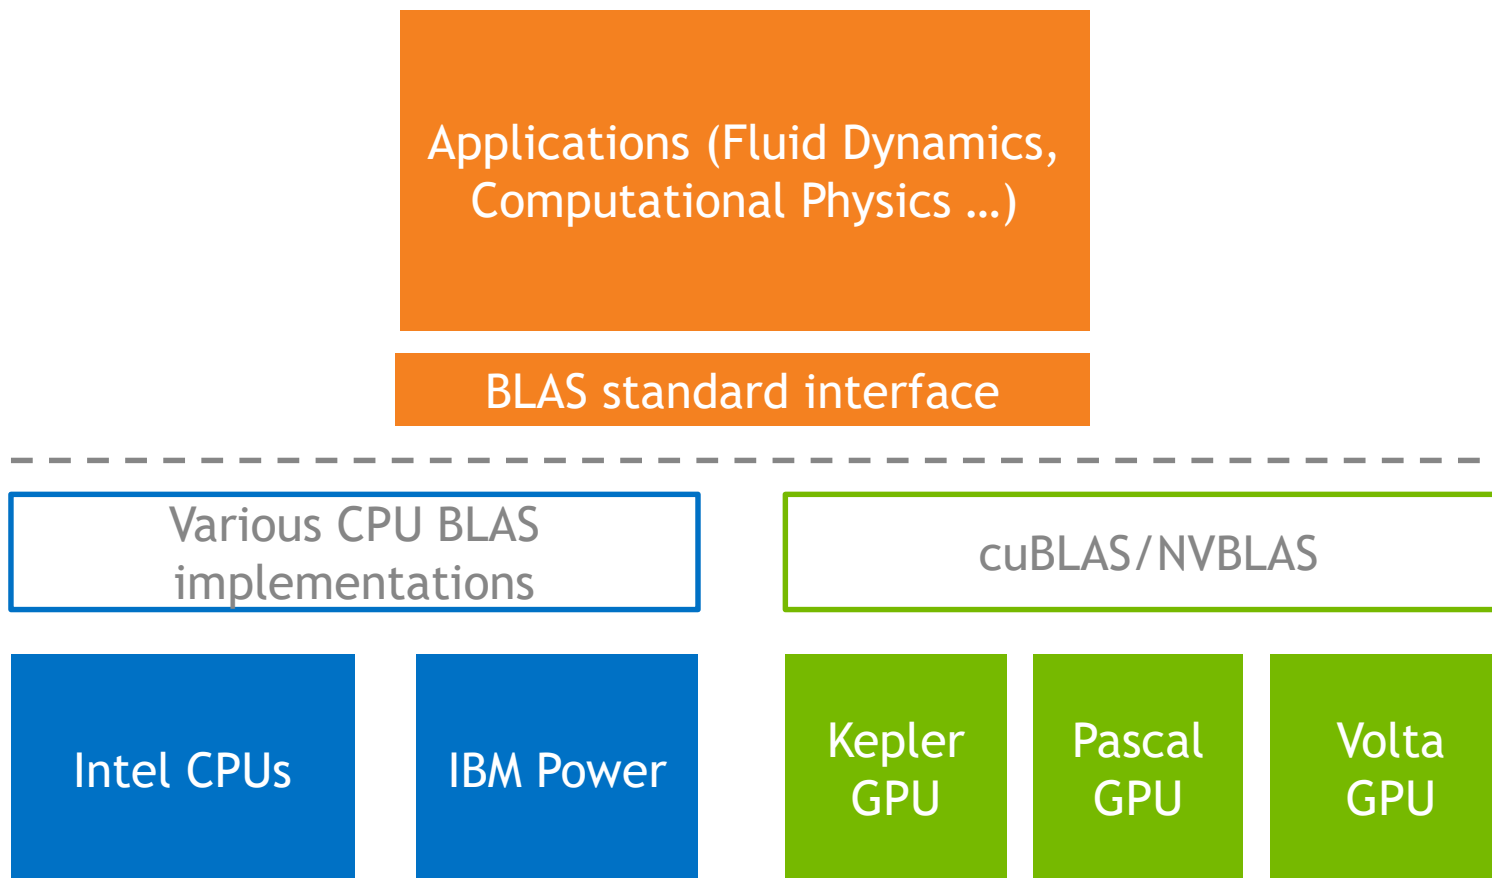 Applications (Fluid Dynamics,
Computational Physics …)
BLAS standard interface
Various CPU BLAS
implementations
cuBLAS/NVBLAS
Intel CPUs
IBM Power
Kepler
GPU
Pascal
GPU
Volta
GPU